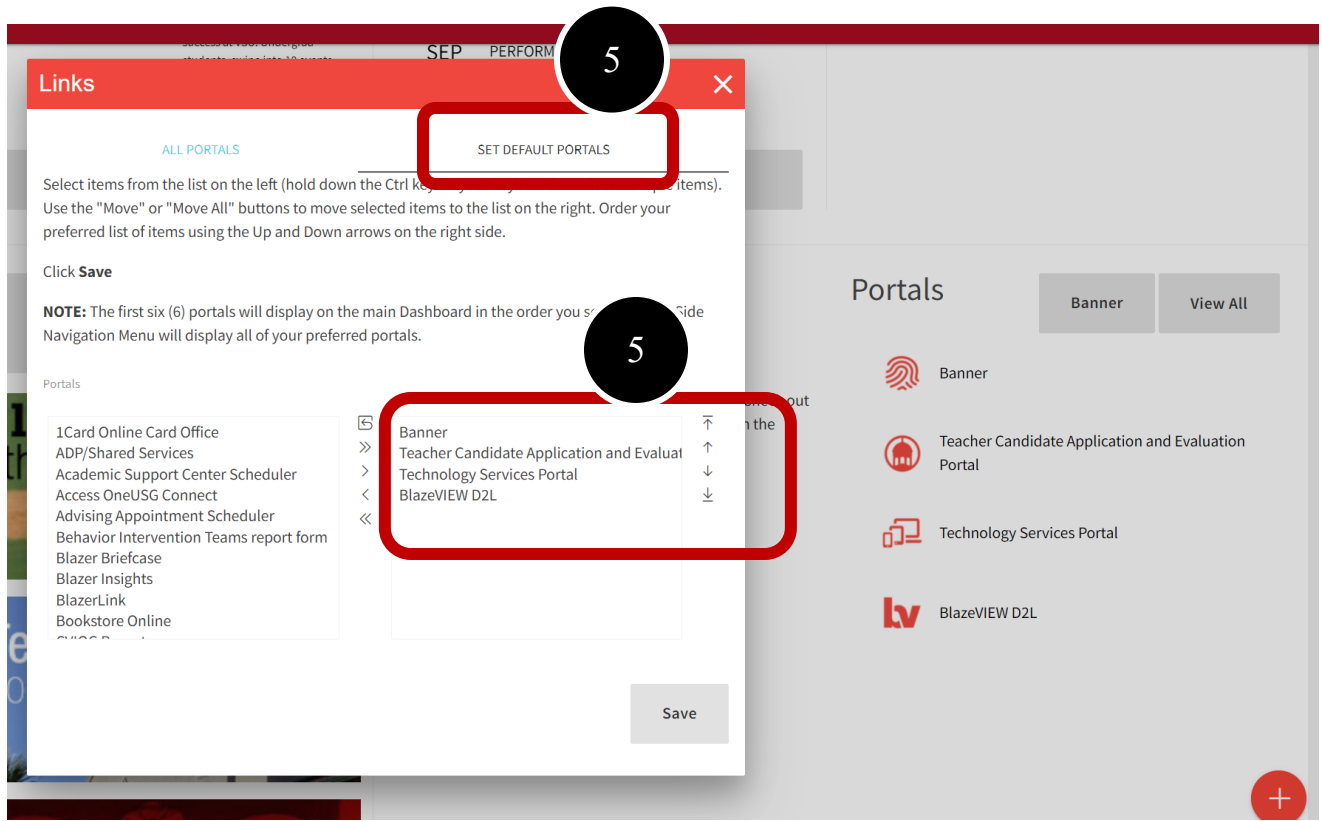 SEP PERFORM
5
Links
ALL PORTALS
SET DEFAULT PORTALS
Select items from the list on the left (hold down the Ctrl key items).
Use the "Move" or "Move All" buttons to move selected items to the list on the right. Order your
preferred list of items using the Up and Down arrows on the right side.
Click Save
NOTE: The first six (6) portals will display on the main Dashboard in the order you Side
Navigation Menu will display all of your preferred portals.
5
Portals
1Card Online Card Office
ADP/Shared Services
Academic Support Center Scheduler
Access OneUSG Connect
Advising Appointment Scheduler
Behavior Intervention Teams report form
Blazer Briefcase
Blazer Insights
BlazerLink
Bookstore Online
Banner
Teacher Candidate Application and Evaluat
Technology Services Portal
BlazeVIEW D2L
Save
out
the
Portals
Banner
View All
Banner
Teacher Candidate Application and Evaluation
Portal
Technology Services Portal
bv
BlazeVIEW D2L